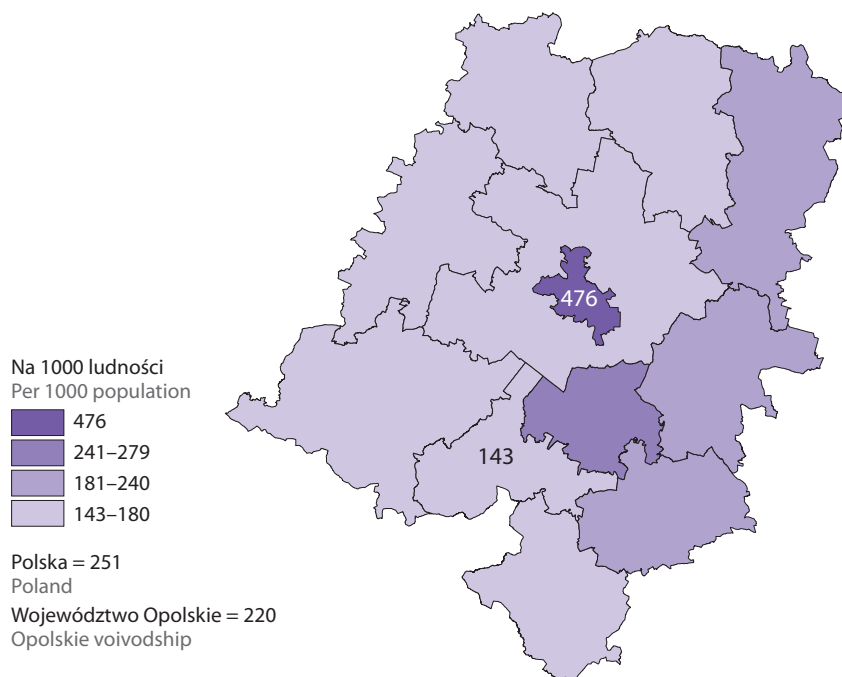 476
143
Na 1000 ludności
Per 1000 population
476
241–279
181–240
143–180
Polska = 251
Poland
Województwo Opolskie = 220
Opolskie voivodship